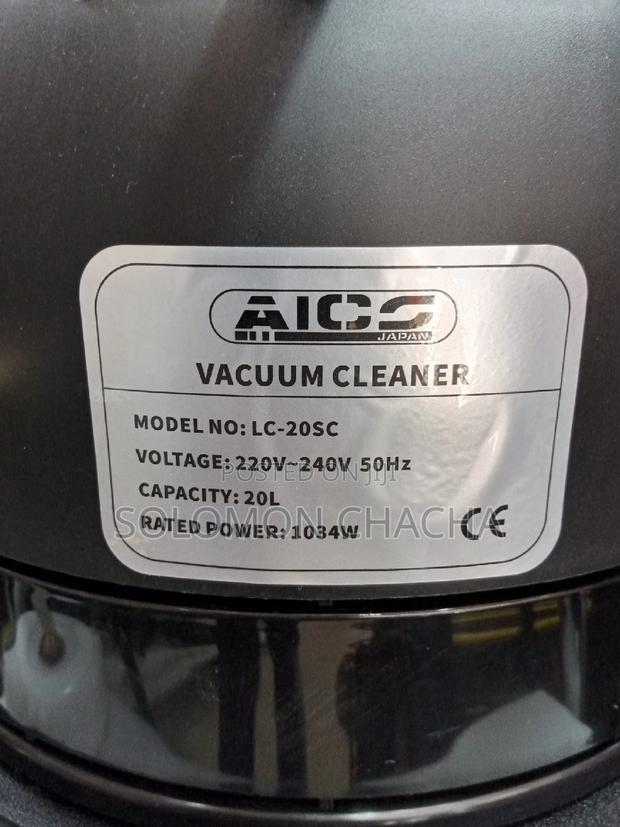 AICO
JAPAN
VACUUM CLEANER
MODEL NO: LC-20SC
VOLTAGE: 220V~240V 50Hz
POSTED ON JIJI
CAPACITY: 20L
SOLOMON CHACHA
RATED POWER: 1034W
CE